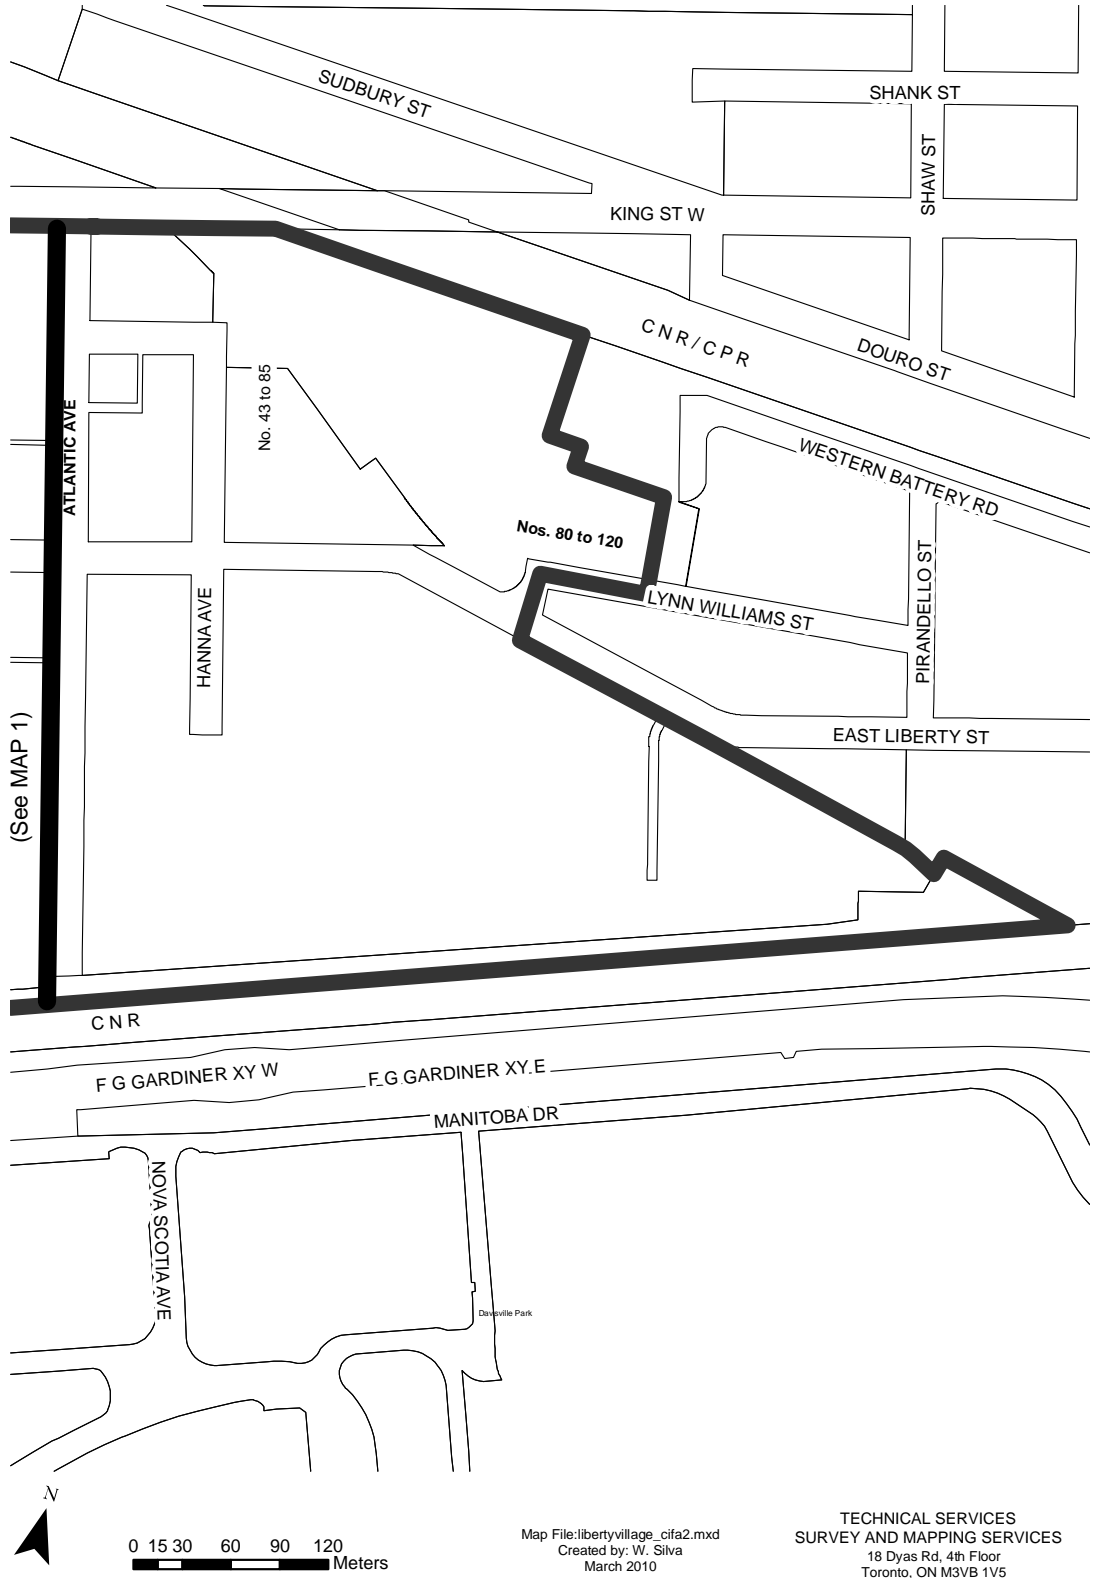 SUDBURY ST
SHANK ST
SHAW ST
KING ST W
CNR/CPR
DOURO ST
No. 43 to 85
ATLANTIC AVE
WESTERN BATTERY RD
Nos. 80 to 120
HANNA AVE
LYNN WILLIAMS ST
PIRANDELLO ST
(See MAP 1)
EAST LIBERTY ST
CNR
F G GARDINER XY W
F G GARDINER XY E
MANITOBA DR
NOVA SCOTIA AVE
Davisville Park
N
0 15 30 60 90 120
Meters
Map File:libertyvillage_cifa2.mxd
Created by: W. Silva
March 2010
TECHNICAL SERVICES
SURVEY AND MAPPING SERVICES
18 Dyas Rd, 4th Floor
Toronto, ON M3VB 1V5